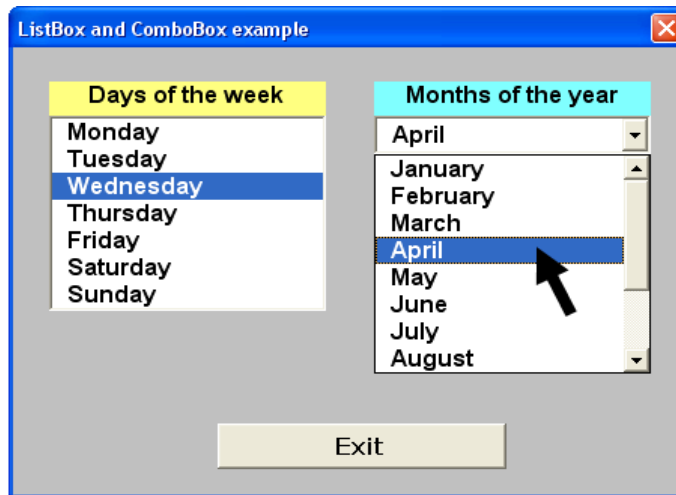 ListBox and ComboBox example
Days of the week
Monday
Tuesday
Wednesday
Thursday
Friday
Saturday
Sunday
Months of the year
April
January
February
March
April
May
June
July
August
Exit